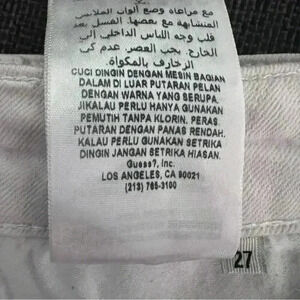 مع مراعاة وضع ألوان الملابس
المتشابهة مع بعضها. الغسل بعد
قلب وجه اللباس الداخلي الى
الخارج. يجب العصر. عدم كي
الزخارف بالمكواة.
CUCI DINGIN DENGAN MESIN BAGIAN
DALAM DI LUAR PUTARAN PELAN
DENGAN WARNA YANG SERUPA.
JIKALAU PERLU HANYA GUNAKAN
PEMUTIH TANPA KLORIN. PERAS.
PUTARAN DENGAN PANAS RENDAH.
KALAU PERLU GUNAKAN SETRIKA
DINGIN JANGAN SETRIKA HIASAN.
Guess?, Inc.
LOS ANGELES, CA 90021
(213) 765-3100
27